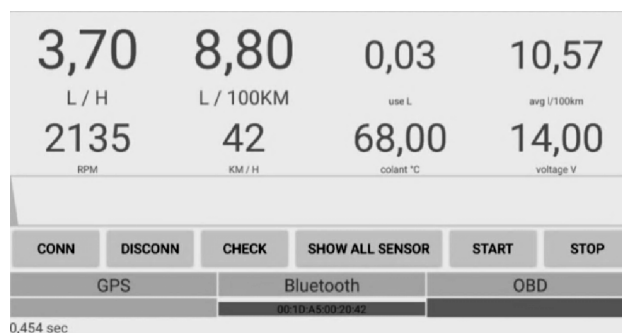 3,70 8,80 0,03 10,57
L / H L / 100KM use L avg l/100km
2135 42 68,00 14,00
RPM KM / H colant °C voltage V
CONN DISCONN CHECK SHOW ALL SENSOR START STOP
GPS Bluetooth OBD
00:1D:A5:00:20:42
0,454 sec